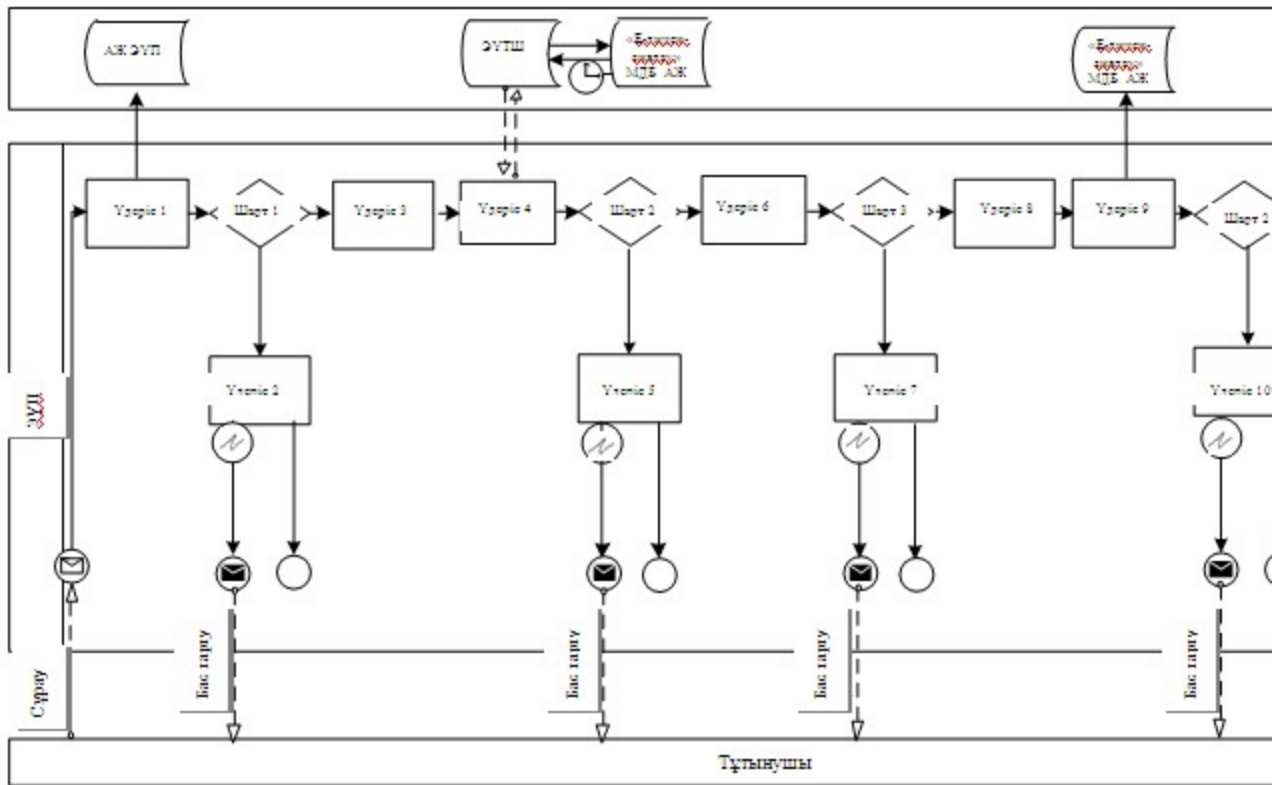 АЖ ЭҮП
ЭҮТШ
МДБ АЖ
МДБ АЖ
Үдеріс 1
Шарт 1
Үдеріс 3
Үдеріс 4
Шарт 2
Үдеріс 6
Шарт 3
Үдеріс 8
Үдеріс 9
Шарт 2
ЭҮП
Үдеріс 2
Үдеріс 5
Үдеріс 7
Үдеріс 10
Сұрау
Бас тарту
Бас тарту
Бас тарту
Бас тарту
Тұтынушы